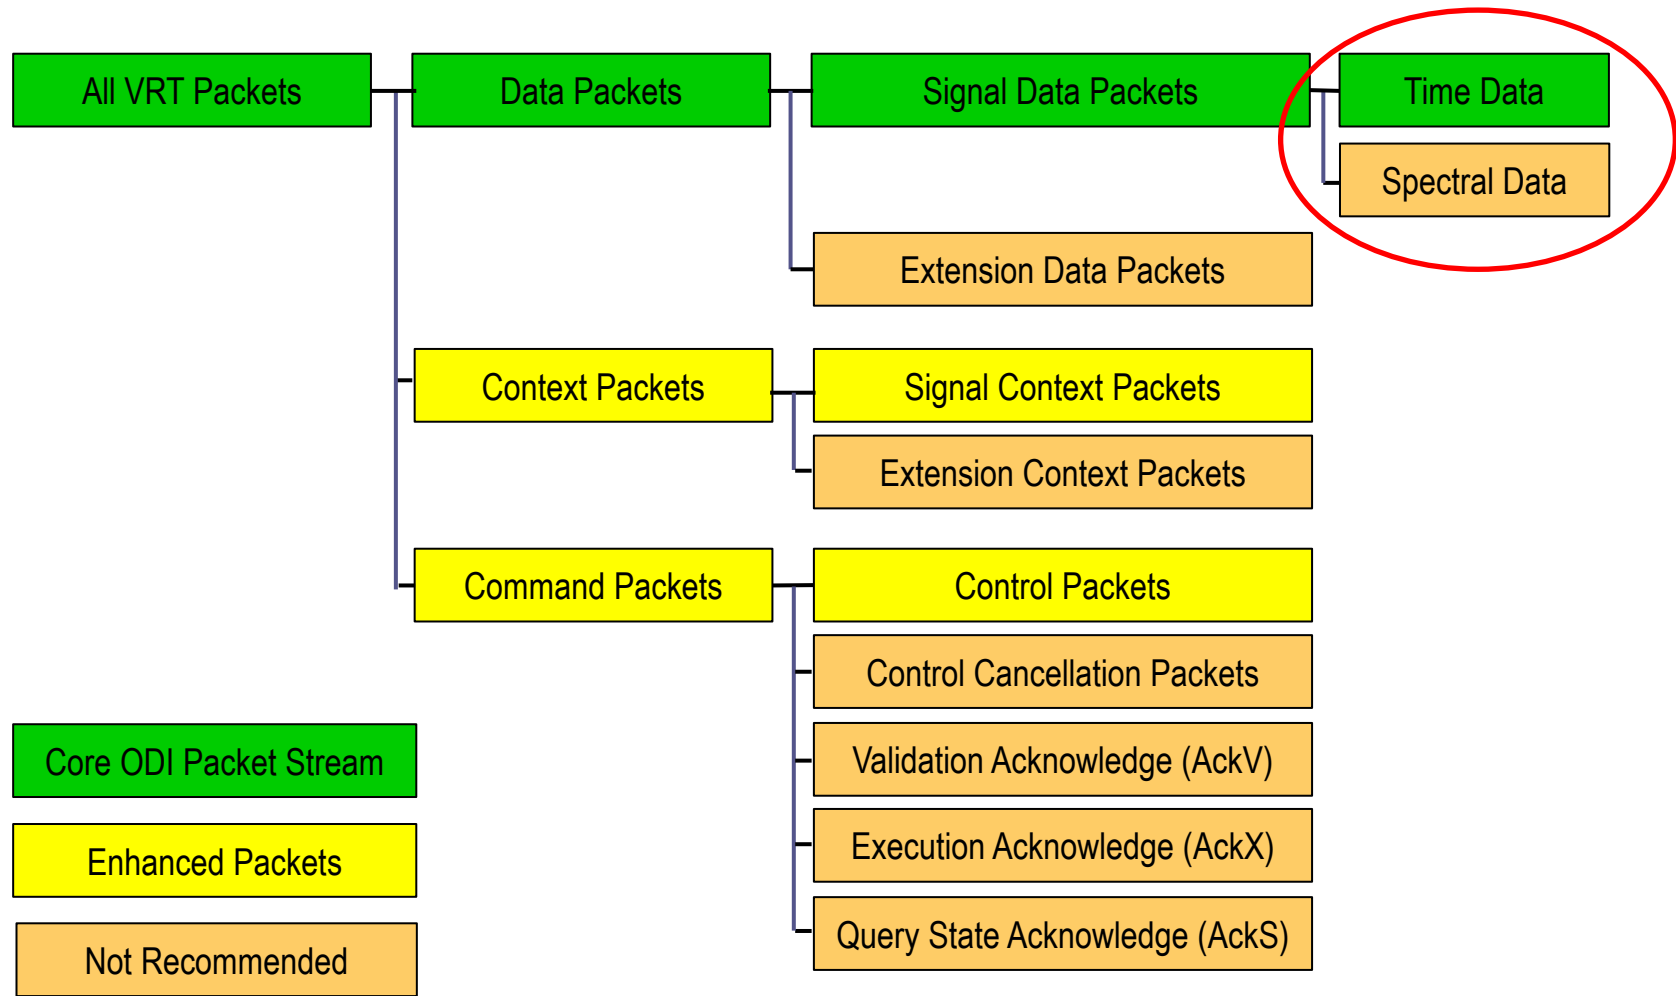 All VRT Packets
Data Packets
Signal Data Packets
Time Data
Spectral Data
Extension Data Packets
Context Packets
Signal Context Packets
Extension Context Packets
Command Packets
Control Packets
Control Cancellation Packets
Validation Acknowledge (AckV)
Execution Acknowledge (AckX)
Query State Acknowledge (AckS)
Core ODI Packet Stream
Enhanced Packets
Not Recommended